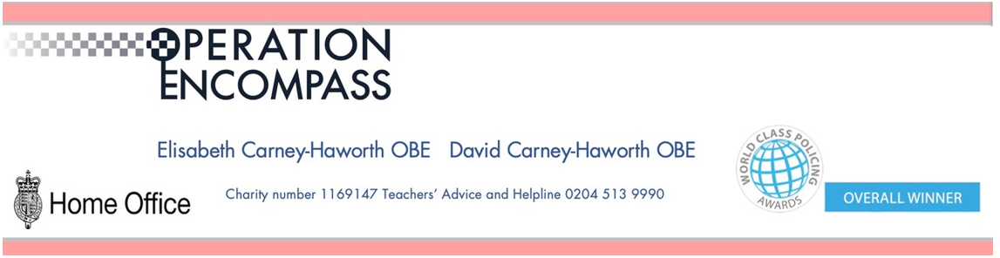 OPERATION
ENCOMPASS
Elisabeth Carney-Haworth OBE David Carney-Haworth OBE
WORLD CLASS POLICING
AWARDS
Home Office
Charity number 1169147 Teachers' Advice and Helpline 0204 513 9990
OVERALL WINNER